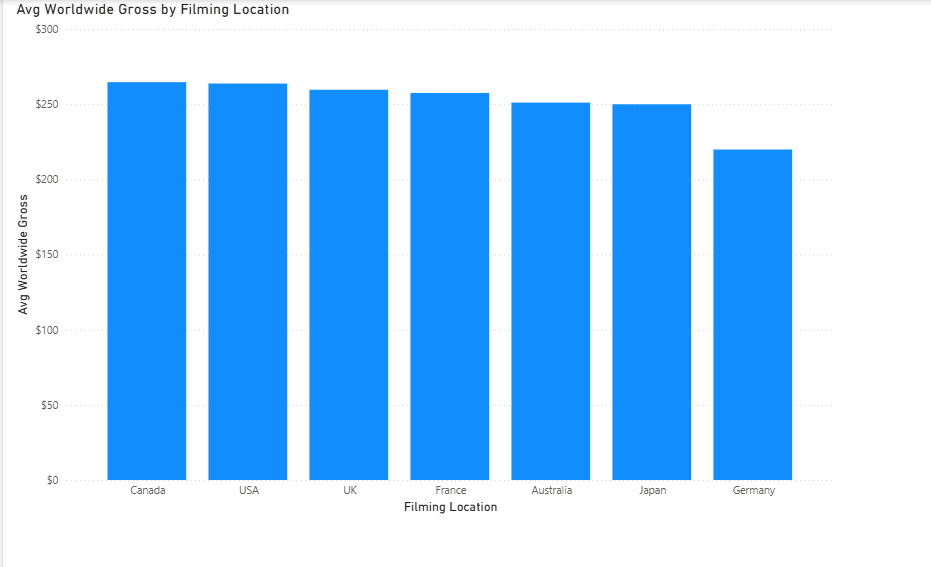 Avg Worldwide Gross by Filming Location
$300
$250
$200
$150
$100
$50
$0
Avg Worldwide Gross
Canada USA UK France Australia Japan Germany
Filming Location